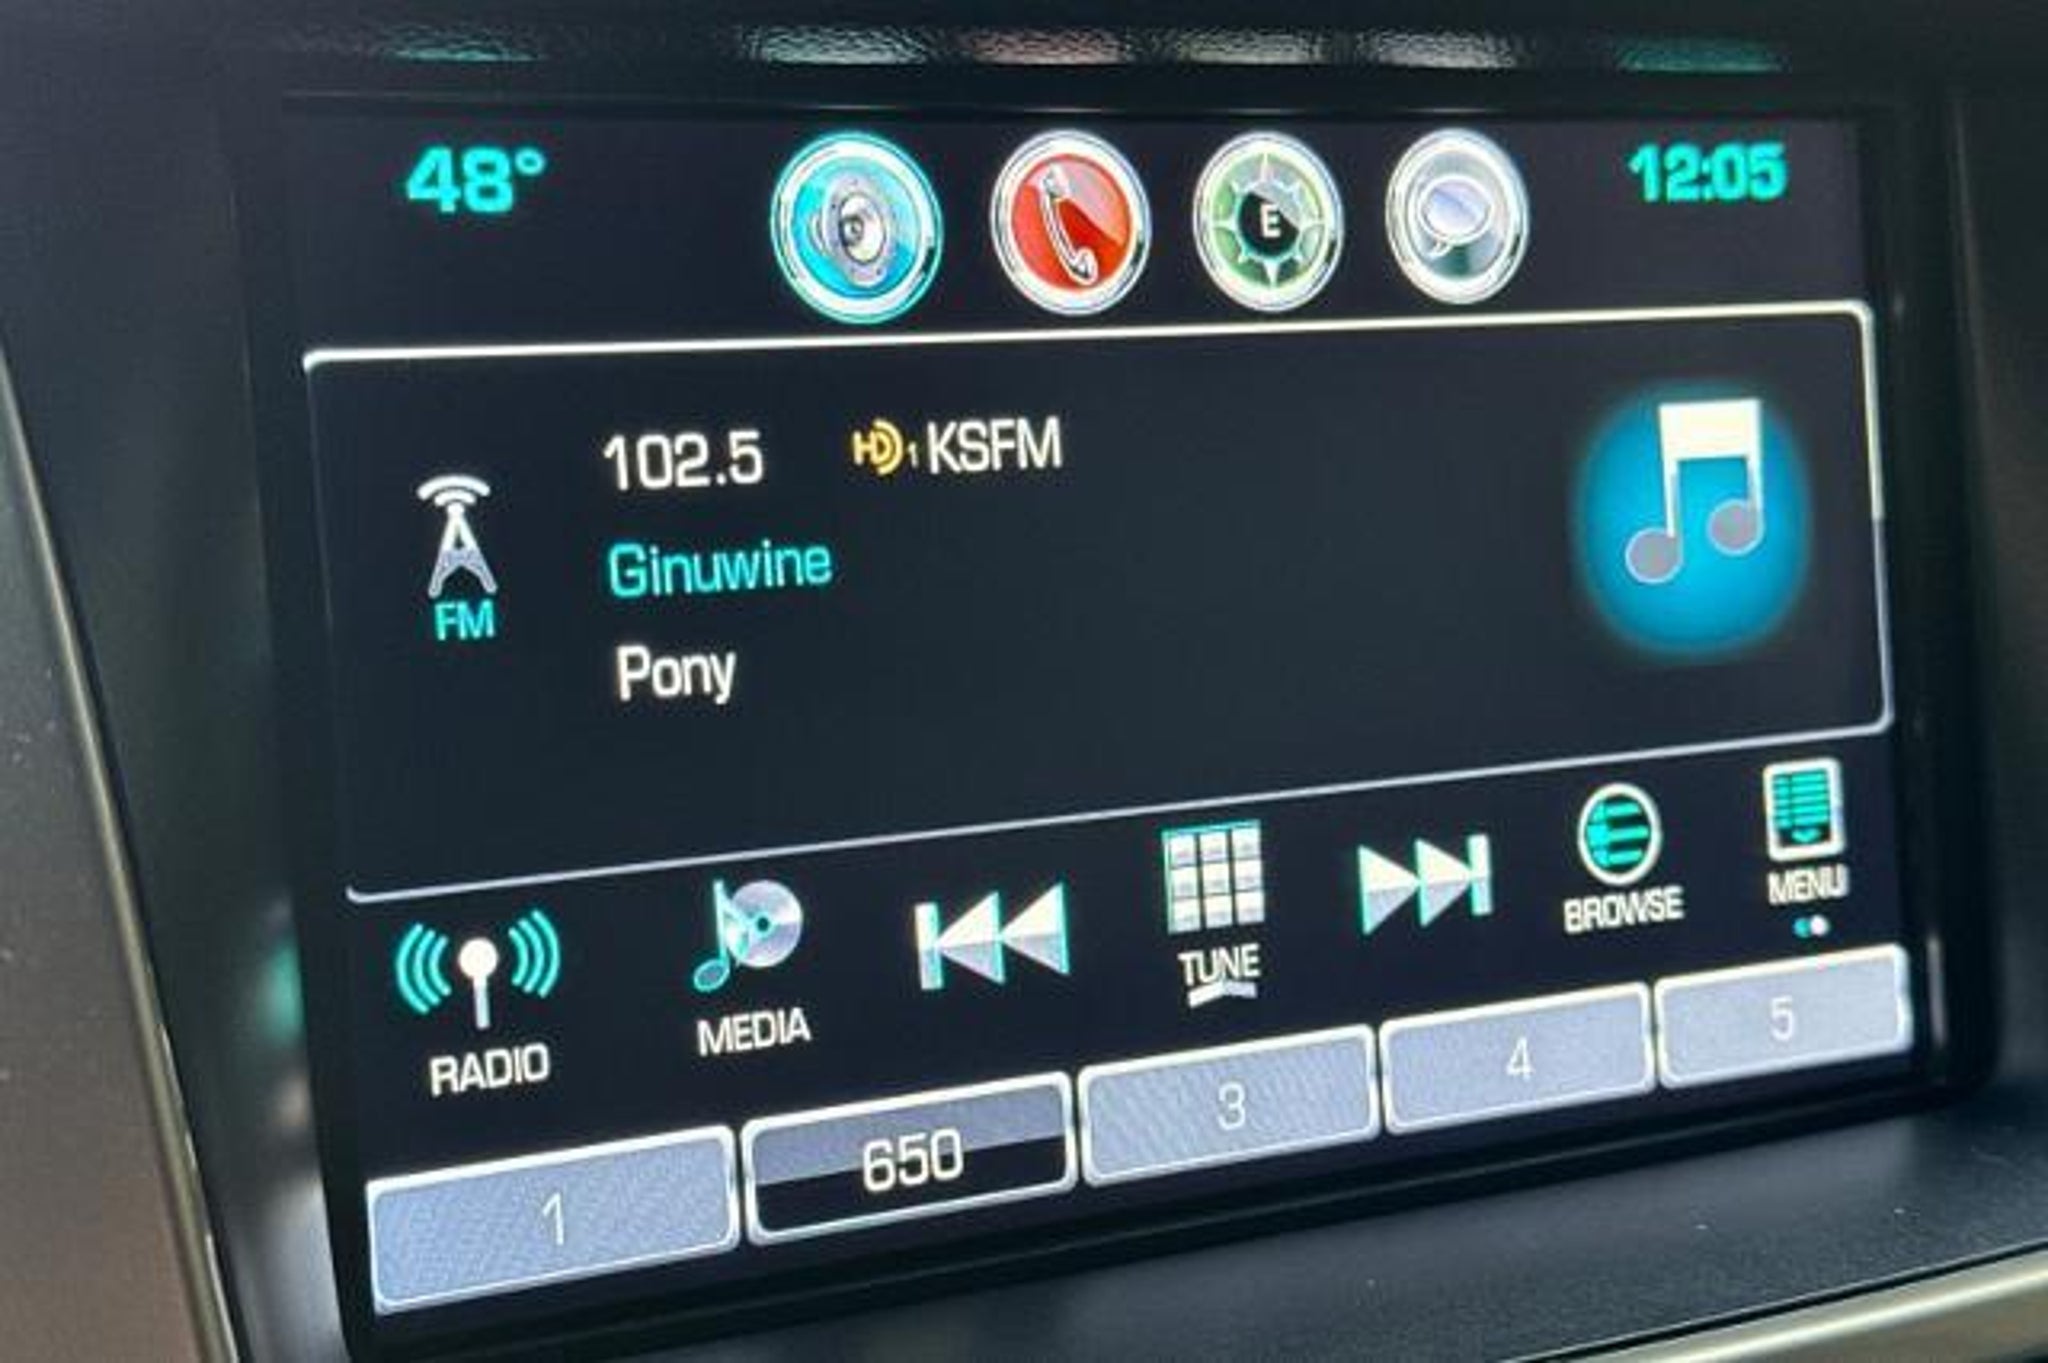 48° E 12:05
102.5 HD1 KSFM
FM
Ginuwine
Pony
RADIO MEDIA TUNE BROWSE MENU
1 650 3 4 5